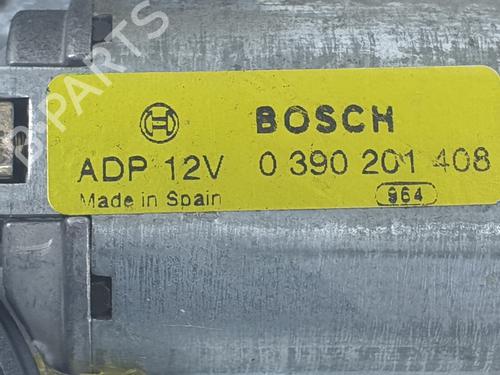 BOSCH
ADP 12V 0 390 201 408
Made in Spain 964
B-PARTS